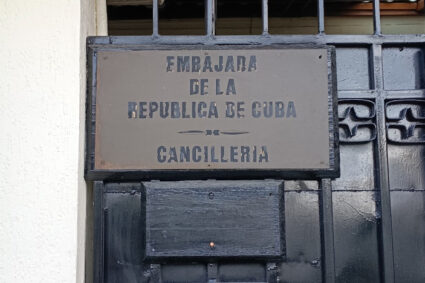 EMBAJADA
DE LA
REPUBLICA DE CUBA
CANCILLERIA